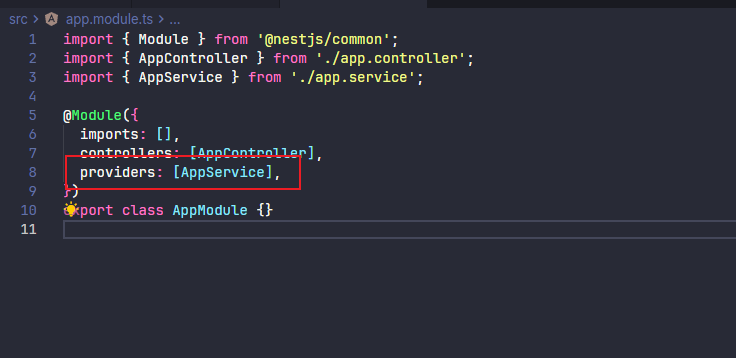 src > app.module.ts > ...
1 import { Module } from '@nestjs/common';
2 import { AppController } from './app.controller';
3 import { AppService } from './app.service';
4
5 @Module({
6   imports: [],
7   controllers: [AppController],
8   providers: [AppService],
9 })
10 export class AppModule {}
11